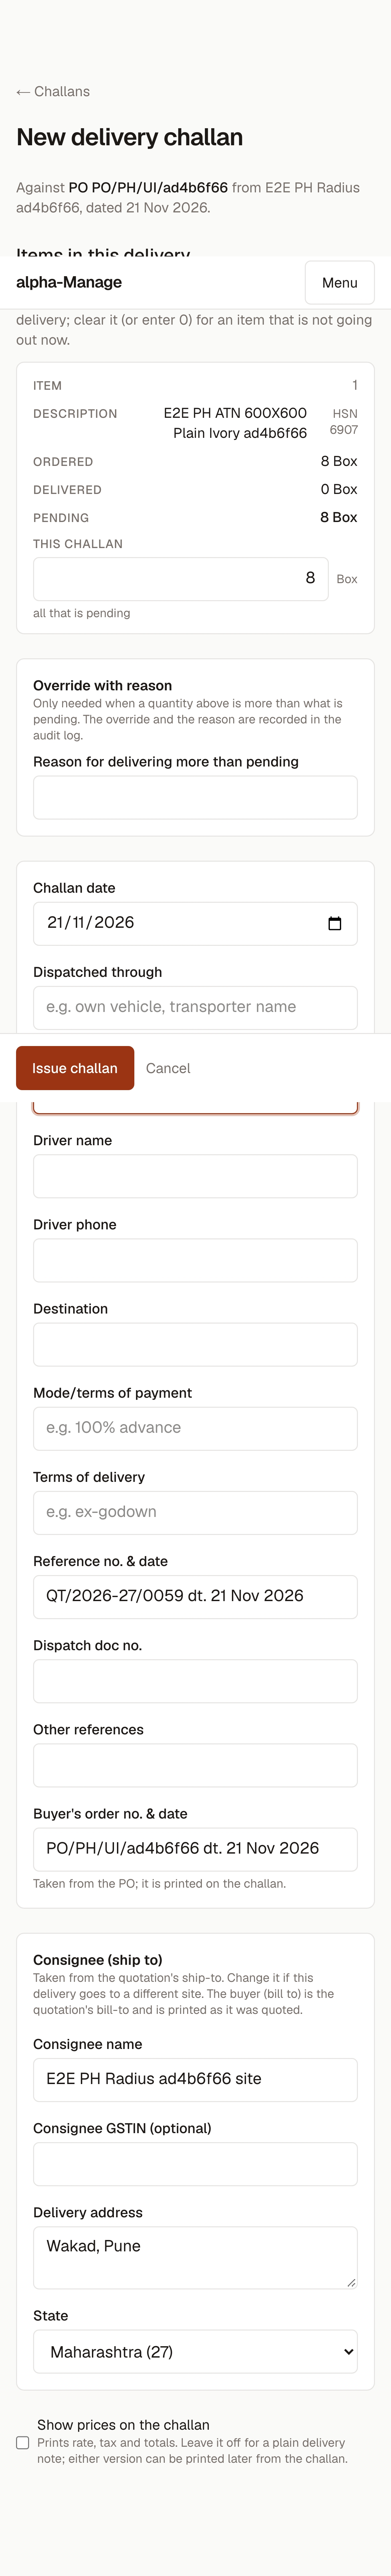 ← Challans
New delivery challan
Against PO PO/PH/UI/ad4b6f66 from E2E PH Radius
ad4b6f66, dated 21 Nov 2026.
Items in this delivery
alpha-Manage
Menu
delivery; clear it (or enter 0) for an item that is not going
out now.
ITEM 1
DESCRIPTION E2E PH ATN 600X600 HSN
Plain Ivory ad4b6f66 6907
ORDERED 8 Box
DELIVERED 0 Box
PENDING 8 Box
THIS CHALLAN
8 Box
all that is pending
Override with reason
Only needed when a quantity above is more than what is
pending. The override and the reason are recorded in the
audit log.
Reason for delivering more than pending
Challan date
21/11/2026
Dispatched through
e.g. own vehicle, transporter name
Issue challan
Cancel
Driver name
Driver phone
Destination
Mode/terms of payment
e.g. 100% advance
Terms of delivery
e.g. ex-godown
Reference no. & date
QT/2026-27/0059 dt. 21 Nov 2026
Dispatch doc no.
Other references
Buyer's order no. & date
PO/PH/UI/ad4b6f66 dt. 21 Nov 2026
Taken from the PO; it is printed on the challan.
Consignee (ship to)
Taken from the quotation's ship-to. Change it if this
delivery goes to a different site. The buyer (bill to) is the
quotation's bill-to and is printed as it was quoted.
Consignee name
E2E PH Radius ad4b6f66 site
Consignee GSTIN (optional)
Delivery address
Wakad, Pune
State
Maharashtra (27)
Show prices on the challan
Prints rate, tax and totals. Leave it off for a plain delivery
note; either version can be printed later from the challan.